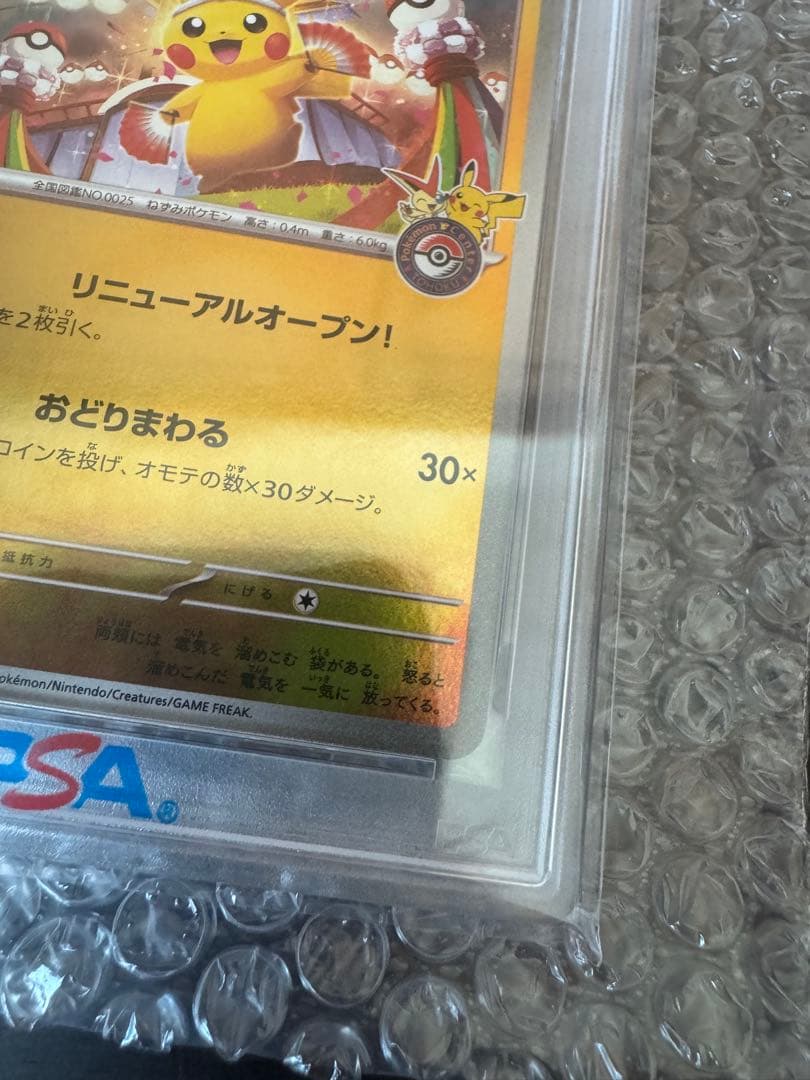 全国図鑑NO.0025 ねずみポケモン 高さ:0.4m 重さ:6.0kg
Pokémon Center
TOHOKU
リニューアルオープン!
を2枚引く。
おどりまわる
30×
コインを投げ、オモテの数×30ダメージ。
抵抗力
にげる
両頬には 電気を 溜めこむ 袋がある。 怒ると
溜めこんだ 電気を 一気に 放ってくる。
Pokémon/Nintendo/Creatures/GAME FREAK.
PSA®